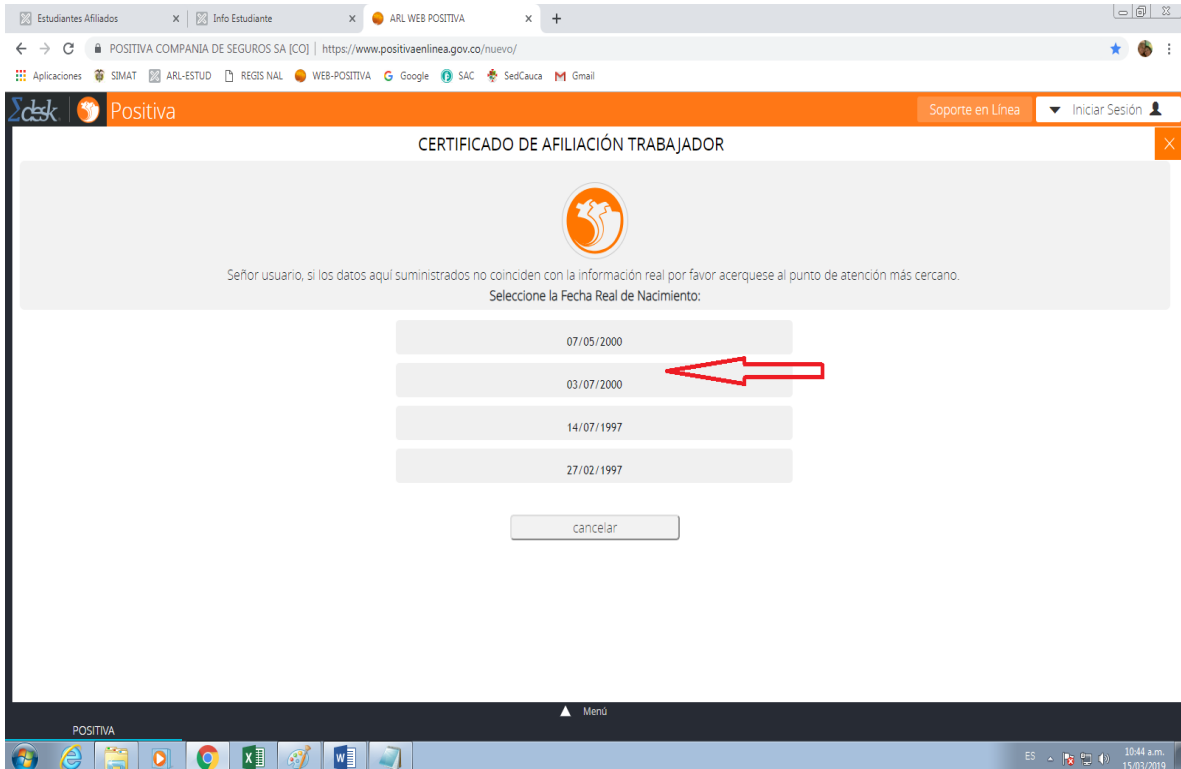 Estudiantes Afiliados x Info Estudiante x ARL WEB POSITIVA x +
POSITIVA COMPANIA DE SEGUROS SA [CO] | https://www.positivaenlinea.gov.co/nuevo/
Aplicaciones SIMAT ARL-ESTUD REGIS NAL WEB-POSITIVA Google SAC SedCauca Gmail
Σdesk Positiva Soporte en Línea Iniciar Sesión
CERTIFICADO DE AFILIACIÓN TRABAJADOR X
Señor usuario, si los datos aquí suministrados no coinciden con la información real por favor acerquese al punto de atención más cercano.
Seleccione la Fecha Real de Nacimiento:
07/05/2000
03/07/2000
14/07/1997
27/02/1997
cancelar
Menú
POSITIVA
ES 10:44 a.m.
15/03/2019